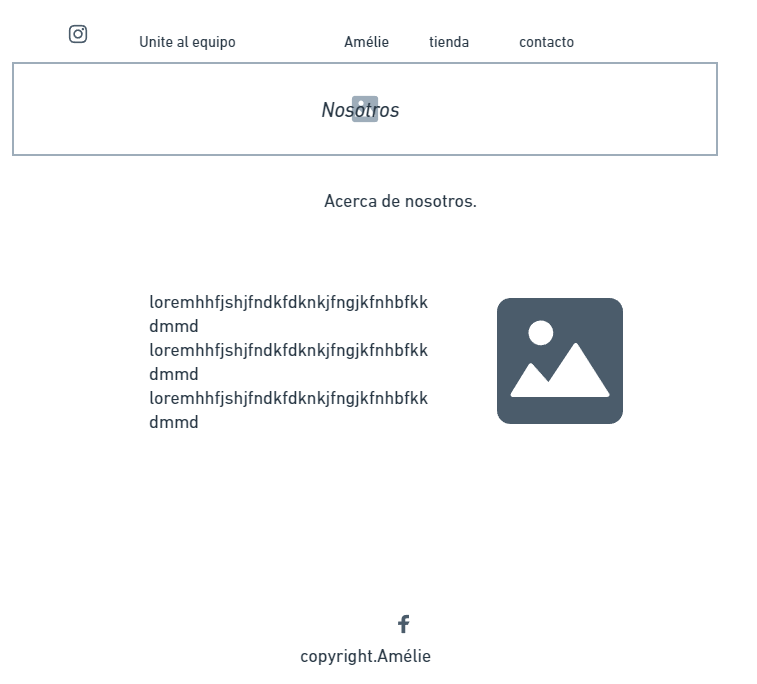 Unite al equipo Amélie tienda contacto
Nosotros
Acerca de nosotros.
loremhhfjshjfndkfdknkjfngjkfnhbfkk
dmmd
loremhhfjshjfndkfdknkjfngjkfnhbfkk
dmmd
loremhhfjshjfndkfdknkjfngjkfnhbfkk
dmmd
copyright.Amélie